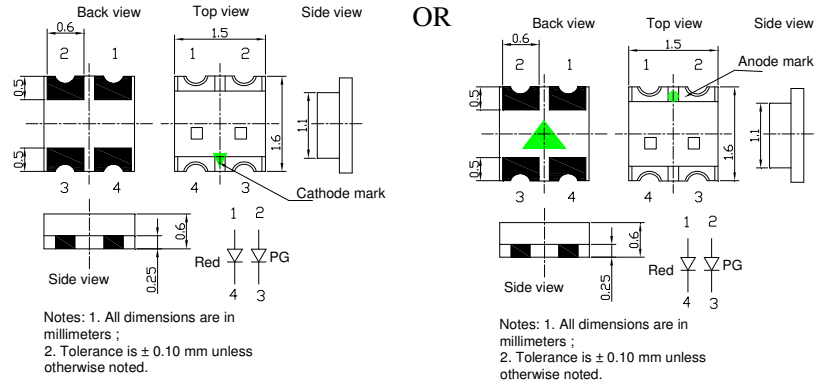 Back view
Top view
Side view
0.6
1.5
2 1
1 2
0.5
1.1
1.6
0.5
3 4
4 3
Cathode mark
0.6
0.25
Side view
1 2
Red
PG
4 3
Notes: 1. All dimensions are in
millimeters ;
2. Tolerance is ± 0.10 mm unless
otherwise noted.
OR
Back view
Top view
Side view
0.6
1.5
2 1
1 2
Anode mark
0.5
1.1
1.6
0.5
3 4
4 3
0.6
0.25
Side view
1 2
Red
PG
4 3
Notes: 1. All dimensions are in
millimeters ;
2. Tolerance is ± 0.10 mm unless
otherwise noted.